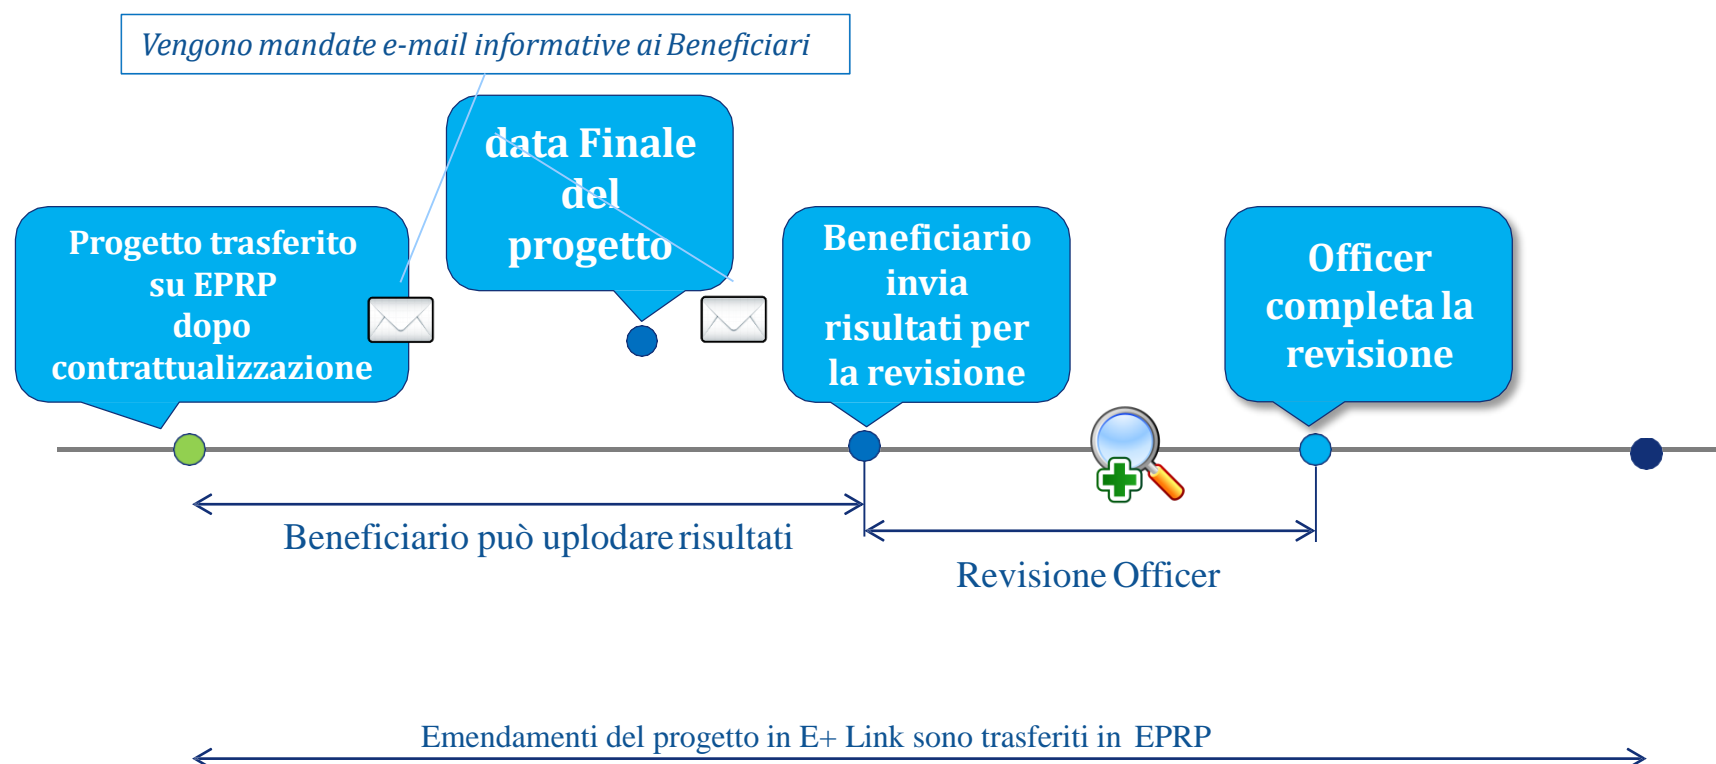 Vengono mandate e-mail informative ai Beneficiari
data Finale
del
progetto
Progetto trasferito
su EPRP
dopo
contrattualizzazione
Beneficiario
invia
risultati per
la revisione
Officer
completa la
revisione
Beneficiario può uplodare risultati
Revisione Officer
Emendamenti del progetto in E+ Link sono trasferiti in EPRP